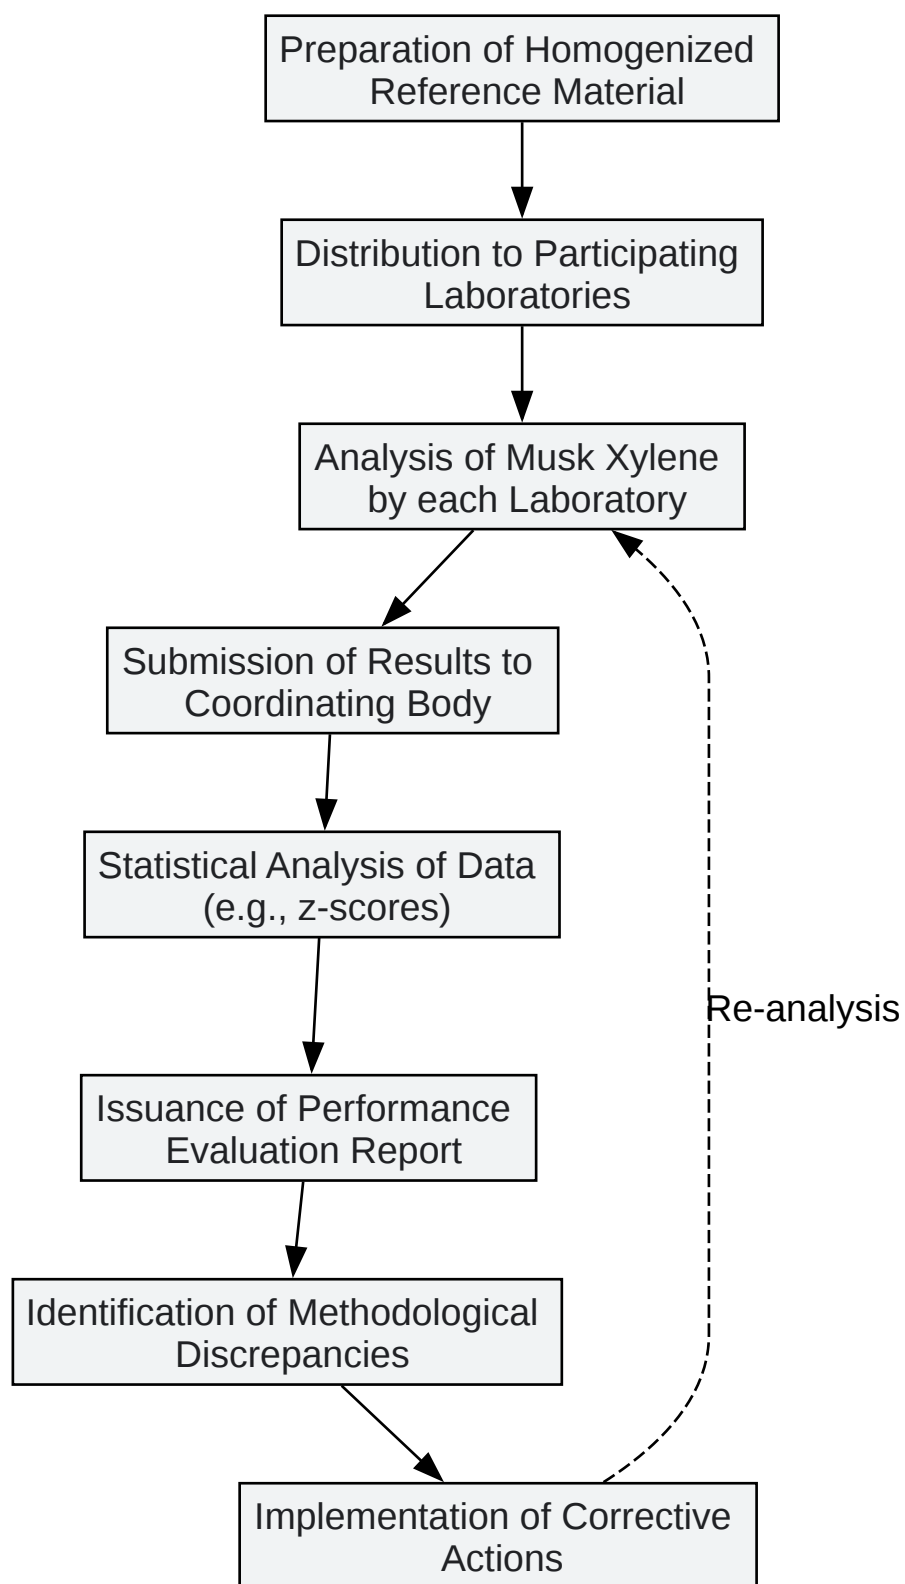 Preparation of Homogenized
Reference Material
Distribution to Participating
Laboratories
Analysis of Musk Xylene
by each Laboratory
Submission of Results to
Coordinating Body
Statistical Analysis of Data
(e.g., z-scores)
Re-analysis
Issuance of Performance
Evaluation Report
Identification of Methodological
Discrepancies
Implementation of Corrective
Actions